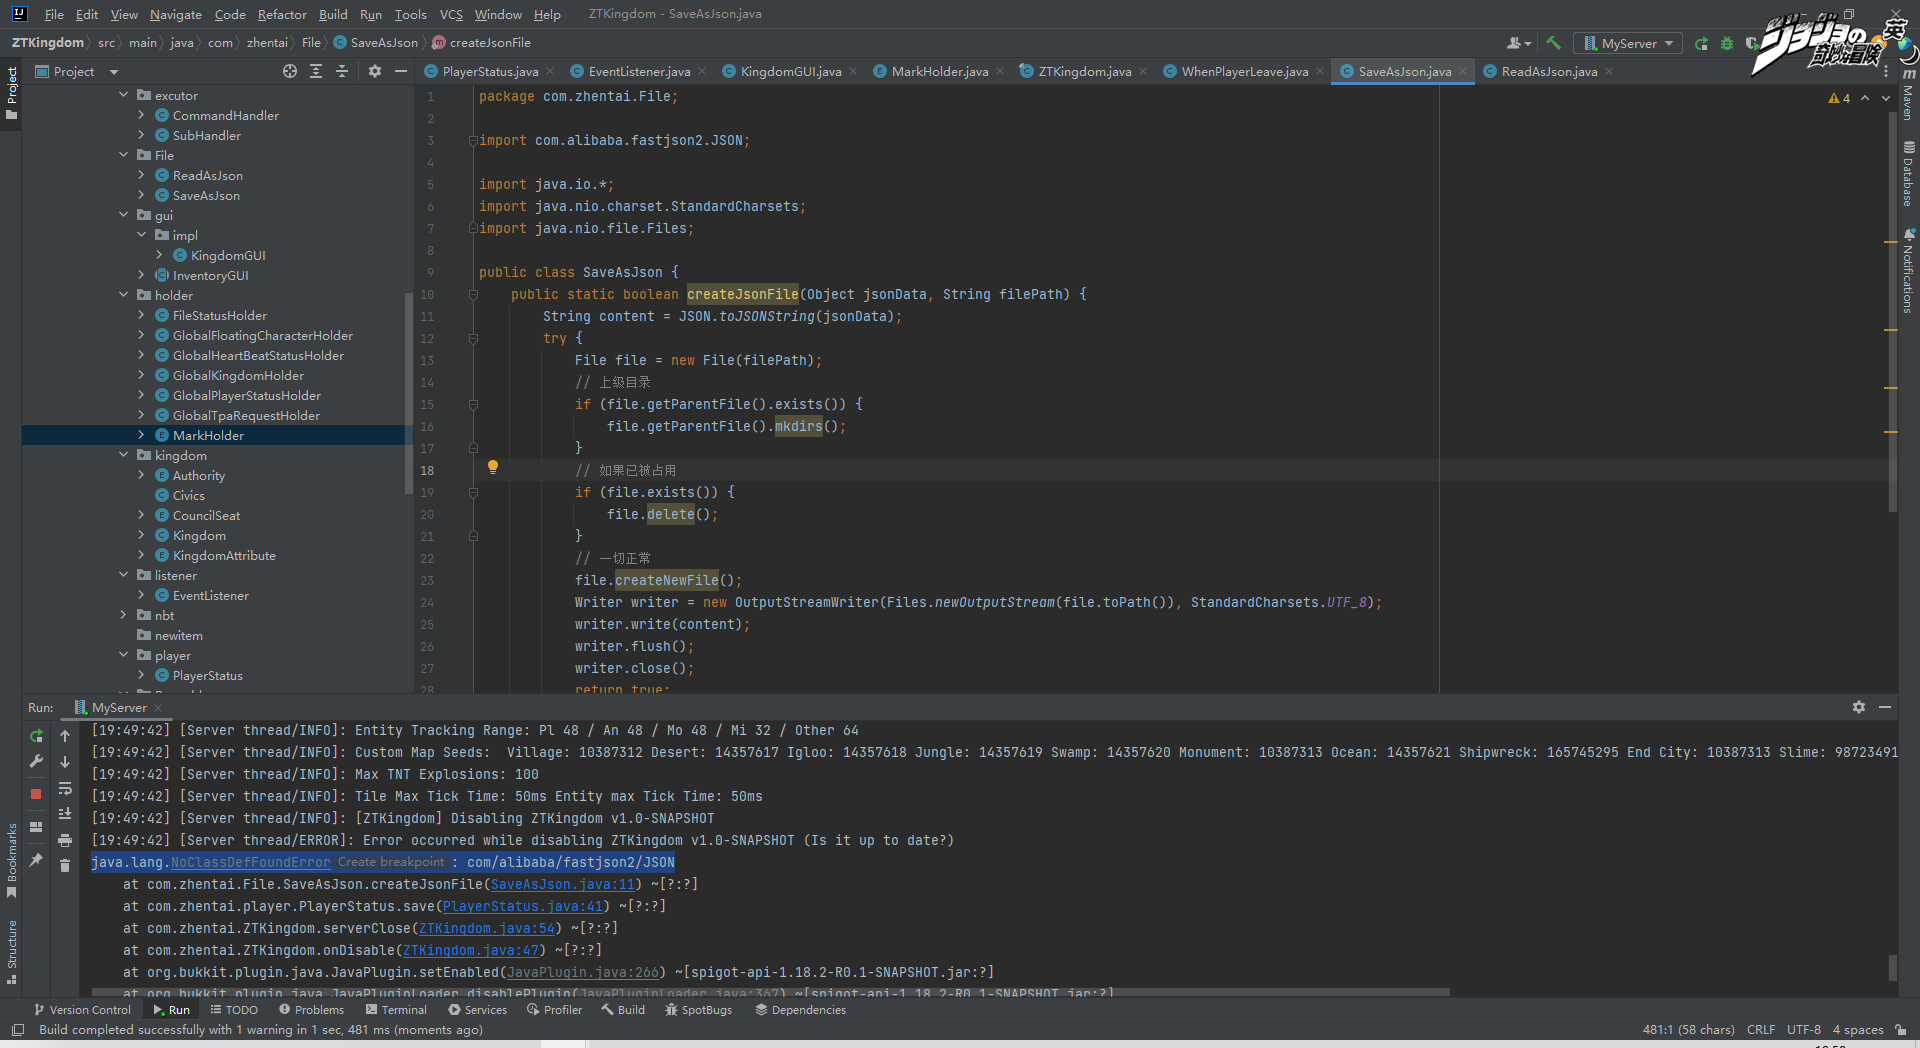 File Edit View Navigate Code Refactor Build Run Tools VCS Window Help ZTKingdom - SaveAsJson.java
ZTKingdom src main java com zhentai File SaveAsJson createJsonFile
MyServer
ジョジョの
奇妙な冒険
英
Project
PlayerStatus.java EventListener.java KingdomGUI.java MarkHolder.java ZTKingdom.java WhenPlayerLeave.java SaveAsJson.java ReadAsJson.java
Project
Maven
Database
Notifications
excutor
CommandHandler
SubHandler
File
ReadAsJson
SaveAsJson
gui
impl
KingdomGUI
InventoryGUI
holder
FileStatusHolder
GlobalFloatingCharacterHolder
GlobalHeartBeatStatusHolder
GlobalKingdomHolder
GlobalPlayerStatusHolder
GlobalTpaRequestHolder
MarkHolder
kingdom
Authority
Civics
CouncilSeat
Kingdom
KingdomAttribute
listener
EventListener
nbt
newitem
player
PlayerStatus
4
1 package com.zhentai.File;
2
3 import com.alibaba.fastjson2.JSON;
4
5 import java.io.*;
6 import java.nio.charset.StandardCharsets;
7 import java.nio.file.Files;
8
9 public class SaveAsJson {
10 public static boolean createJsonFile(Object jsonData, String filePath) {
11 String content = JSON.toJSONString(jsonData);
12 try {
13 File file = new File(filePath);
14 // 上级目录
15 if (file.getParentFile().exists()) {
16 file.getParentFile().mkdirs();
17 }
18 // 如果已被占用
19 if (file.exists()) {
20 file.delete();
21 }
22 // 一切正常
23 file.createNewFile();
24 Writer writer = new OutputStreamWriter(Files.newOutputStream(file.toPath()), StandardCharsets.UTF_8);
25 writer.write(content);
26 writer.flush();
27 writer.close();
28 return true;
Run: MyServer
[19:49:42] [Server thread/INFO]: Entity Tracking Range: Pl 48 / An 48 / Mo 48 / Mi 32 / Other 64
[19:49:42] [Server thread/INFO]: Custom Map Seeds: Village: 10387312 Desert: 14357617 Igloo: 14357618 Jungle: 14357619 Swamp: 14357620 Monument: 10387313 Ocean: 14357621 Shipwreck: 165745295 End City: 10387313 Slime: 98723491
[19:49:42] [Server thread/INFO]: Max TNT Explosions: 100
[19:49:42] [Server thread/INFO]: Tile Max Tick Time: 50ms Entity max Tick Time: 50ms
[19:49:42] [Server thread/INFO]: [ZTKingdom] Disabling ZTKingdom v1.0-SNAPSHOT
[19:49:42] [Server thread/ERROR]: Error occurred while disabling ZTKingdom v1.0-SNAPSHOT (Is it up to date?)
java.lang.NoClassDefFoundError Create breakpoint : com/alibaba/fastjson2/JSON
at com.zhentai.File.SaveAsJson.createJsonFile(SaveAsJson.java:11) ~[?:?]
at com.zhentai.player.PlayerStatus.save(PlayerStatus.java:41) ~[?:?]
at com.zhentai.ZTKingdom.serverClose(ZTKingdom.java:54) ~[?:?]
at com.zhentai.ZTKingdom.onDisable(ZTKingdom.java:47) ~[?:?]
at org.bukkit.plugin.java.JavaPlugin.setEnabled(JavaPlugin.java:266) ~[spigot-api-1.18.2-R0.1-SNAPSHOT.jar:?]
at org.bukkit.plugin.java.JavaPluginLoader.disablePlugin(JavaPluginLoader.java:367) ~[spigot-api-1.18.2-R0.1-SNAPSHOT.jar:?]
Bookmarks
Structure
Version Control Run TODO Problems Terminal Services Profiler Build SpotBugs Dependencies
Build completed successfully with 1 warning in 1 sec, 481 ms (moments ago) 481:1 (58 chars) CRLF UTF-8 4 spaces